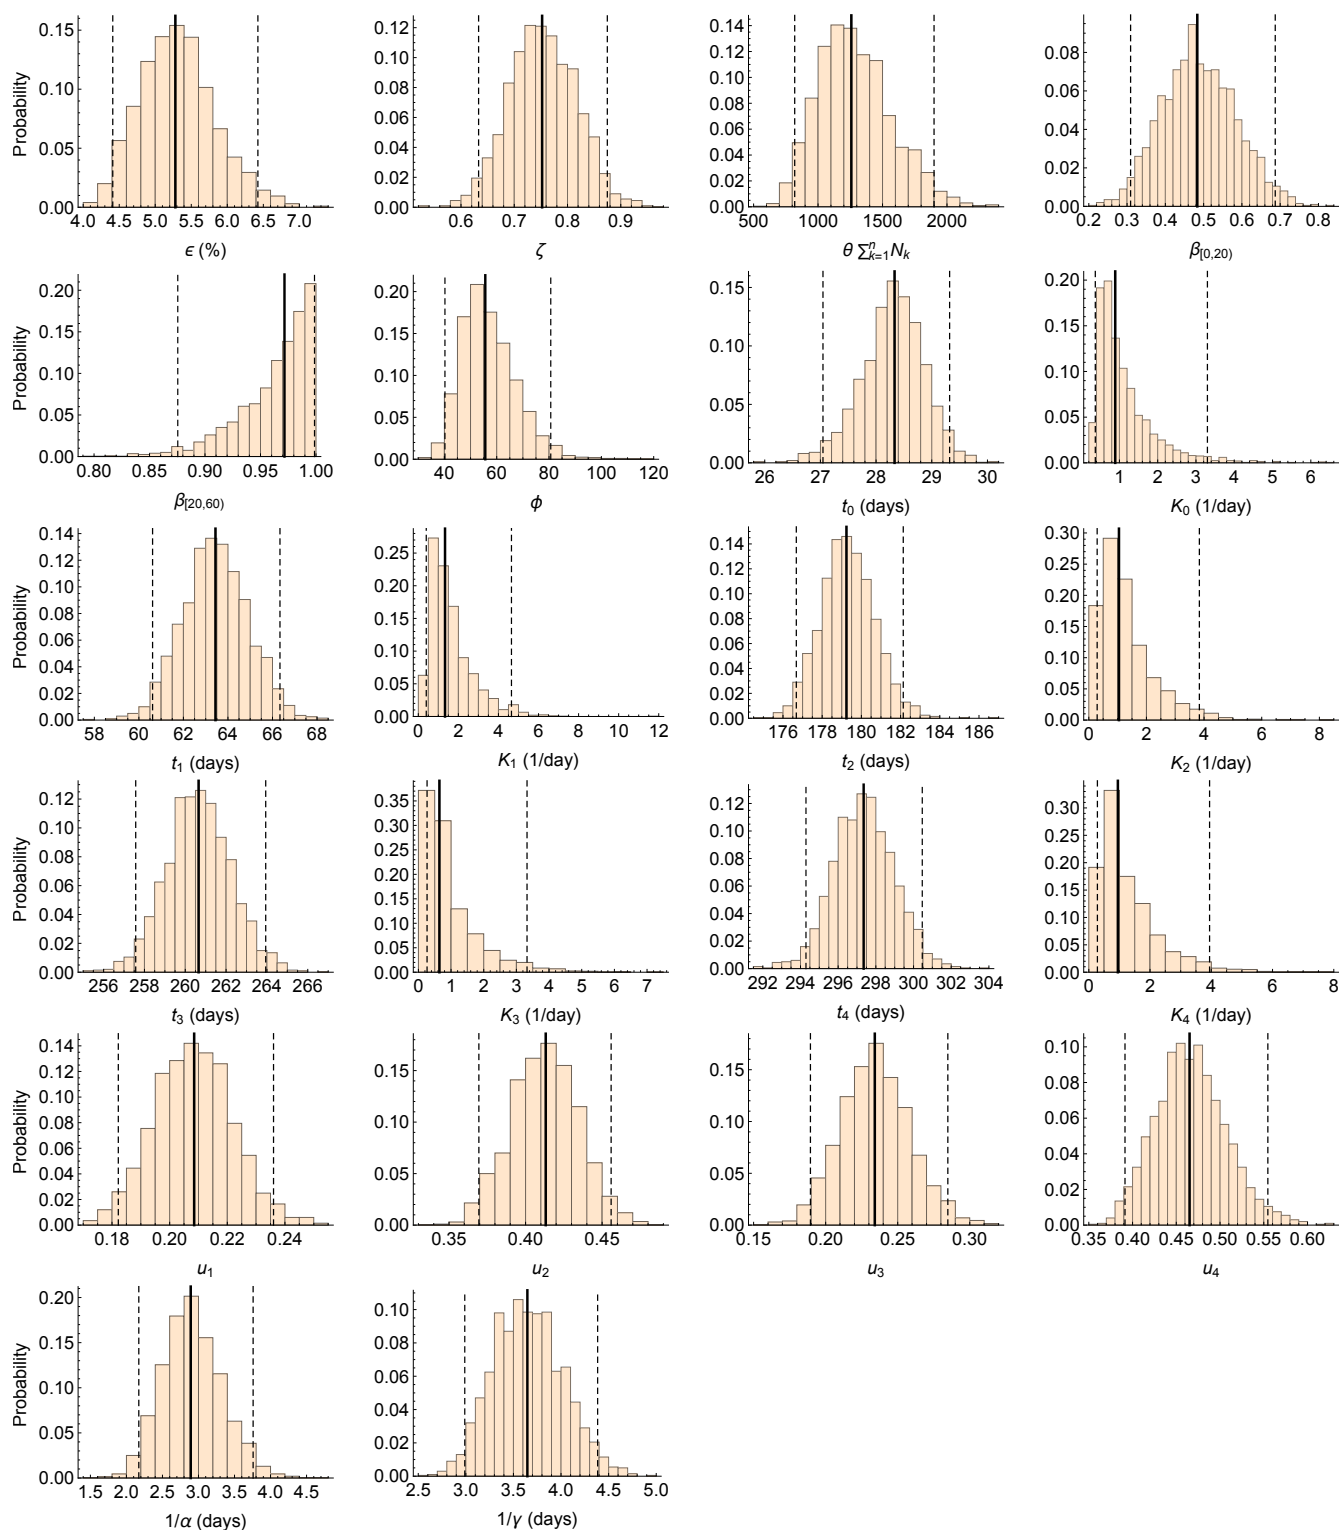 Probability
0.15
0.10
0.05
0.00
4.0 4.5 5.0 5.5 6.0 6.5 7.0
ϵ (%)
0.12
0.10
0.08
0.06
0.04
0.02
0.00
0.6 0.7 0.8 0.9
ζ
0.14
0.12
0.10
0.08
0.06
0.04
0.02
0.00
500 1000 1500 2000
θ ∑ⁿₖ₌₁ Nₖ
0.08
0.06
0.04
0.02
0.00
0.2 0.3 0.4 0.5 0.6 0.7 0.8
β[0,20)
Probability
0.20
0.15
0.10
0.05
0.00
0.80 0.85 0.90 0.95 1.00
β[20,60)
0.20
0.15
0.10
0.05
0.00
40 60 80 100 120
ϕ
0.15
0.10
0.05
0.00
26 27 28 29 30
t₀ (days)
0.20
0.15
0.10
0.05
0.00
1 2 3 4 5 6
K₀ (1/day)
Probability
0.14
0.12
0.10
0.08
0.06
0.04
0.02
0.00
58 60 62 64 66 68
t₁ (days)
0.25
0.20
0.15
0.10
0.05
0.00
0 2 4 6 8 10 12
K₁ (1/day)
0.14
0.12
0.10
0.08
0.06
0.04
0.02
0.00
176 178 180 182 184 186
t₂ (days)
0.30
0.25
0.20
0.15
0.10
0.05
0.00
0 2 4 6 8
K₂ (1/day)
Probability
0.12
0.10
0.08
0.06
0.04
0.02
0.00
256 258 260 262 264 266
t₃ (days)
0.35
0.30
0.25
0.20
0.15
0.10
0.05
0.00
0 1 2 3 4 5 6 7
K₃ (1/day)
0.12
0.10
0.08
0.06
0.04
0.02
0.00
292 294 296 298 300 302 304
t₄ (days)
0.30
0.25
0.20
0.15
0.10
0.05
0.00
0 2 4 6 8
K₄ (1/day)
Probability
0.14
0.12
0.10
0.08
0.06
0.04
0.02
0.00
0.18 0.20 0.22 0.24
u₁
0.15
0.10
0.05
0.00
0.35 0.40 0.45
u₂
0.15
0.10
0.05
0.00
0.15 0.20 0.25 0.30
u₃
0.10
0.08
0.06
0.04
0.02
0.00
0.35 0.40 0.45 0.50 0.55 0.60
u₄
Probability
0.20
0.15
0.10
0.05
0.00
1.5 2.0 2.5 3.0 3.5 4.0 4.5
1/α (days)
0.10
0.08
0.06
0.04
0.02
0.00
2.5 3.0 3.5 4.0 4.5 5.0
1/γ (days)